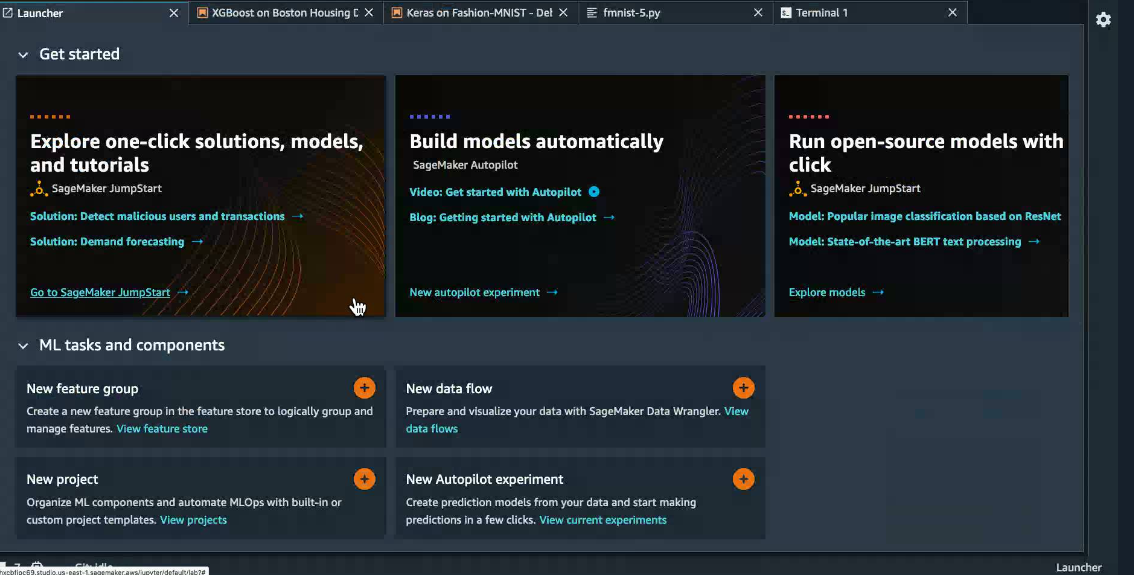 Launcher
XGBoost on Boston Housing D
Keras on Fashion-MNIST - Def
fmnist-5.py
Terminal 1
Get started
Explore one-click solutions, models,
and tutorials
SageMaker JumpStart
Solution: Detect malicious users and transactions →
Solution: Demand forecasting →
Go to SageMaker JumpStart →
Build models automatically
SageMaker Autopilot
Video: Get started with Autopilot
Blog: Getting started with Autopilot →
New autopilot experiment →
Run open-source models with
click
SageMaker JumpStart
Model: Popular image classification based on ResNet
Model: State-of-the-art BERT text processing →
Explore models →
ML tasks and components
New feature group
Create a new feature group in the feature store to logically group and
manage features. View feature store
New data flow
Prepare and visualize your data with SageMaker Data Wrangler. View
data flows
New project
Organize ML components and automate MLOps with built-in or
custom project templates. View projects
New Autopilot experiment
Create prediction models from your data and start making
predictions in a few clicks. View current experiments
Launcher